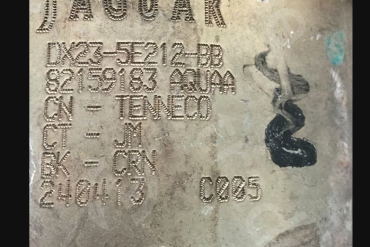 JAGUAR
DX23-5E212-BB
82159183 AQUAA
CN - TENNECO
CT - JM
BK - CRN
240413 C005